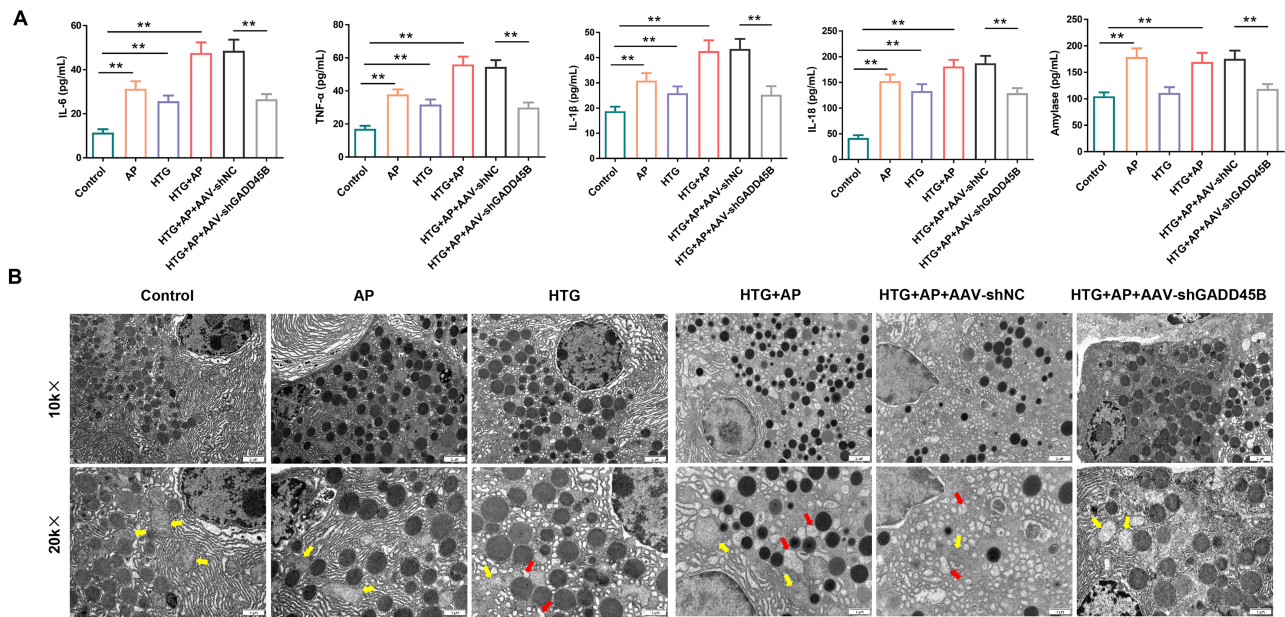 A
** ** ** **
IL-6 (pg/mL)
60
40
20
0
Control
AP
HTG
HTG+AP
HTG+AP+AAV-shNC
HTG+AP+AAV-shGADD45B
** ** ** **
TNF-α (pg/mL)
100
80
60
40
20
0
Control
AP
HTG
HTG+AP
HTG+AP+AAV-shNC
HTG+AP+AAV-shGADD45B
** ** ** **
IL-1β (pg/mL)
50
40
30
20
10
0
Control
AP
HTG
HTG+AP
HTG+AP+AAV-shNC
HTG+AP+AAV-shGADD45B
** ** ** **
IL-18 (pg/mL)
250
200
150
100
50
0
Control
AP
HTG
HTG+AP
HTG+AP+AAV-shNC
HTG+AP+AAV-shGADD45B
** ** **
Amylase (pg/mL)
250
200
150
100
50
0
Control
AP
HTG
HTG+AP
HTG+AP+AAV-shNC
HTG+AP+AAV-shGADD45B
B
Control AP HTG HTG+AP HTG+AP+AAV-shNC HTG+AP+AAV-shGADD45B
10k×
20k×